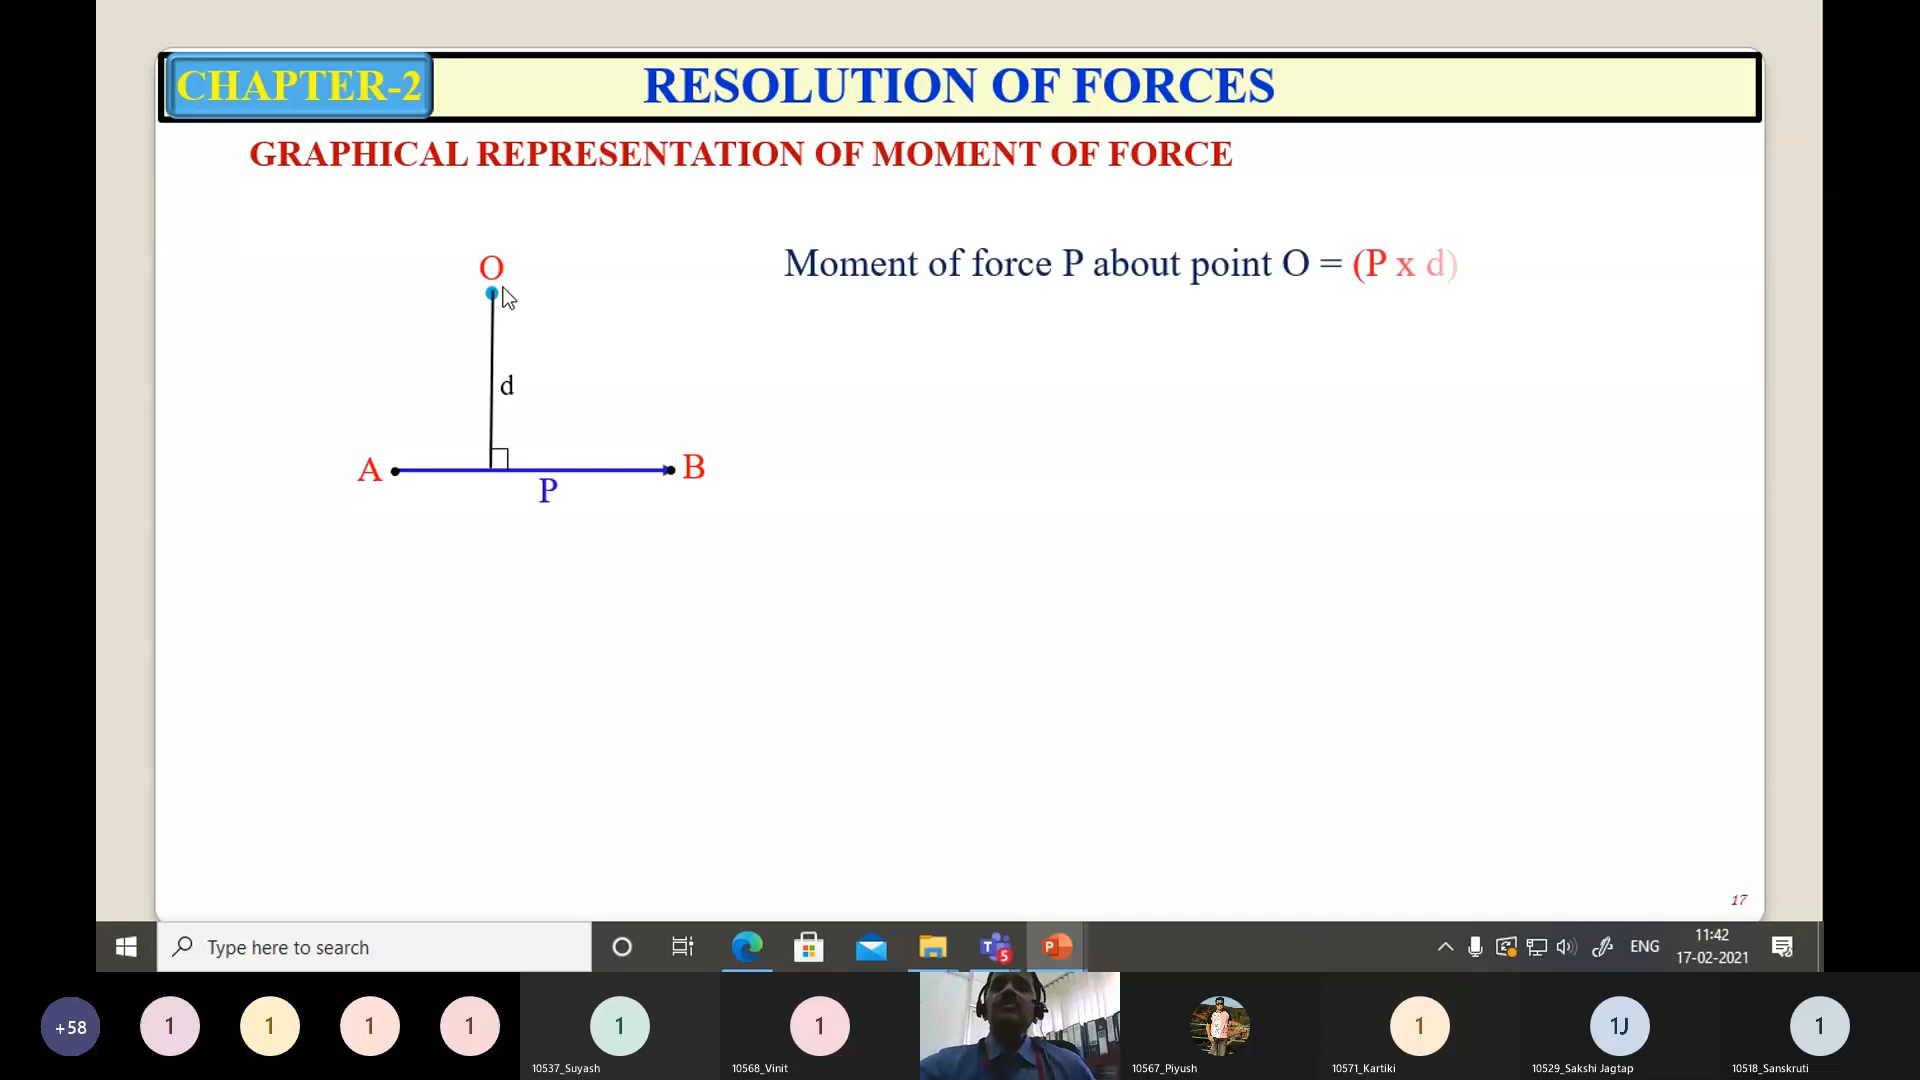 CHAPTER-2
RESOLUTION OF FORCES
GRAPHICAL REPRESENTATION OF MOMENT OF FORCE
O
Moment of force P about point O = (P x d)
d
A
B
P
17
Type here to search
5
P
ENG
11:42
17-02-2021
+58
1
1
1
1
1
10537_Suyash
1
10568_Vinit
10567_Piyush
1
10571_Kartiki
1J
10529_Sakshi Jagtap
1
10518_Sanskruti